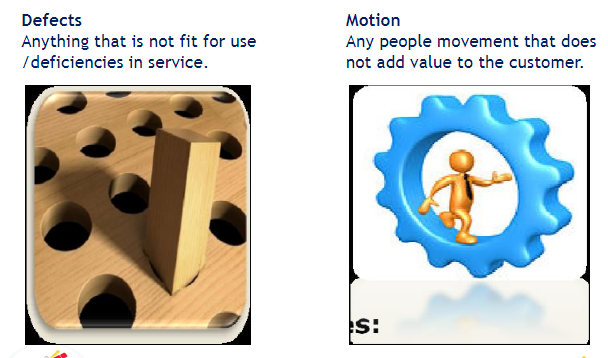 Defects
Anything that is not fit for use
/deficiencies in service.
Motion
Any people movement that does
not add value to the customer.
es: